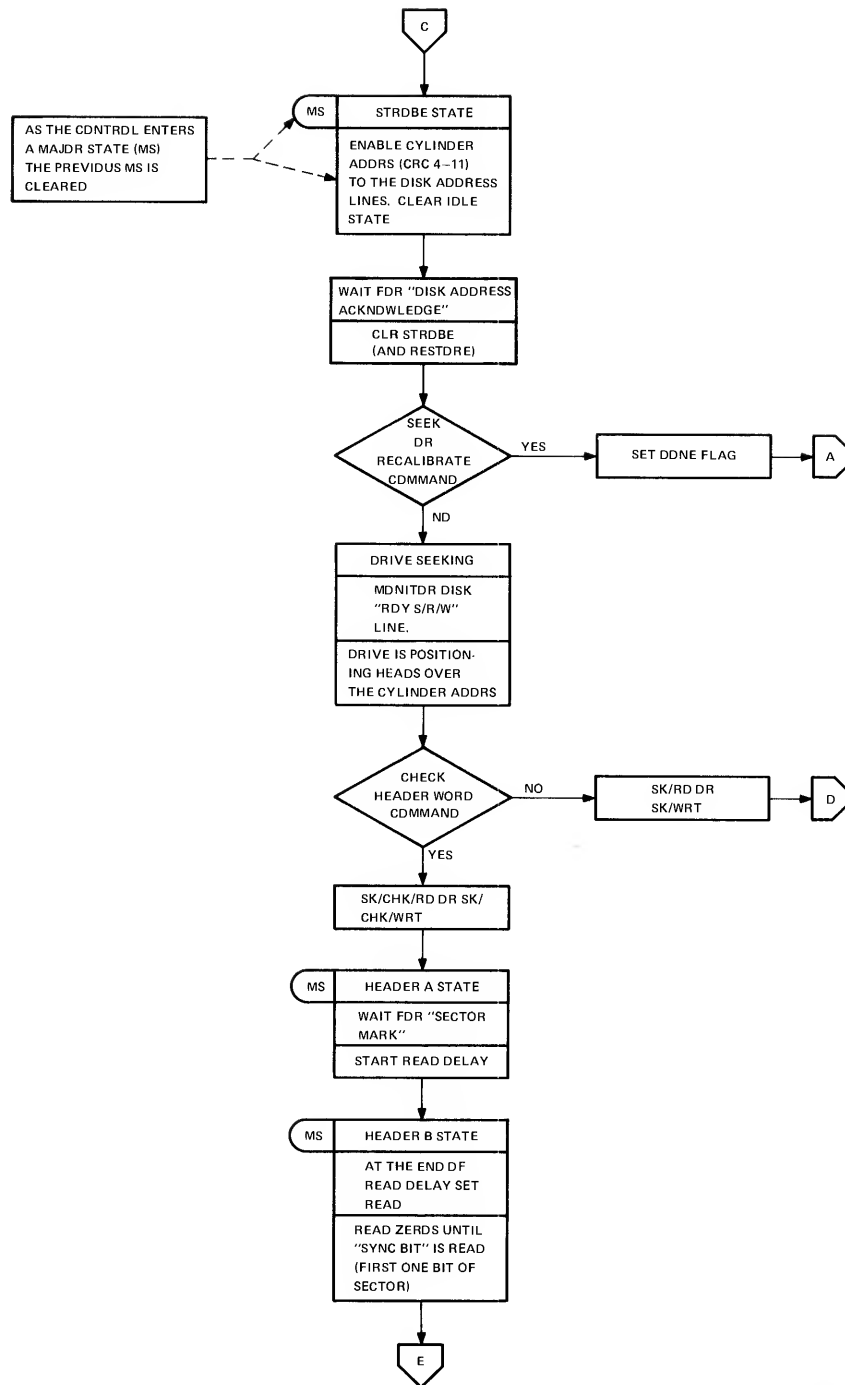 C
MS
STRDBE STATE
AS THE CDNTRDL ENTERS
A MAJDR STATE (MS)
THE PREVIDUS MS IS
CLEARED
ENABLE CYLINDER
ADDRS (CRC 4–11)
TO THE DISK ADDRESS
LINES. CLEAR IDLE
STATE
WAIT FDR "DISK ADDRESS
ACKNDWLEDGE"
CLR STRDBE
(AND RESTDRE)
SEEK
DR
RECALIBRATE
COMMAND
YES
SET DDNE FLAG
A
ND
DRIVE SEEKING
MDNITDR DISK
"RDY S/R/W"
LINE.
DRIVE IS POSITION-
ING HEADS OVER
THE CYLINDER ADDRS
CHECK
HEADER WORD
COMMAND
NO
SK/RD DR
SK/WRT
D
YES
SK/CHK/RD DR SK/
CHK/WRT
MS
HEADER A STATE
WAIT FDR "SECTOR
MARK"
START READ DELAY
MS
HEADER B STATE
AT THE END DF
READ DELAY SET
READ
READ ZERDS UNTIL
"SYNC BIT" IS READ
(FIRST ONE BIT OF
SECTOR)
E